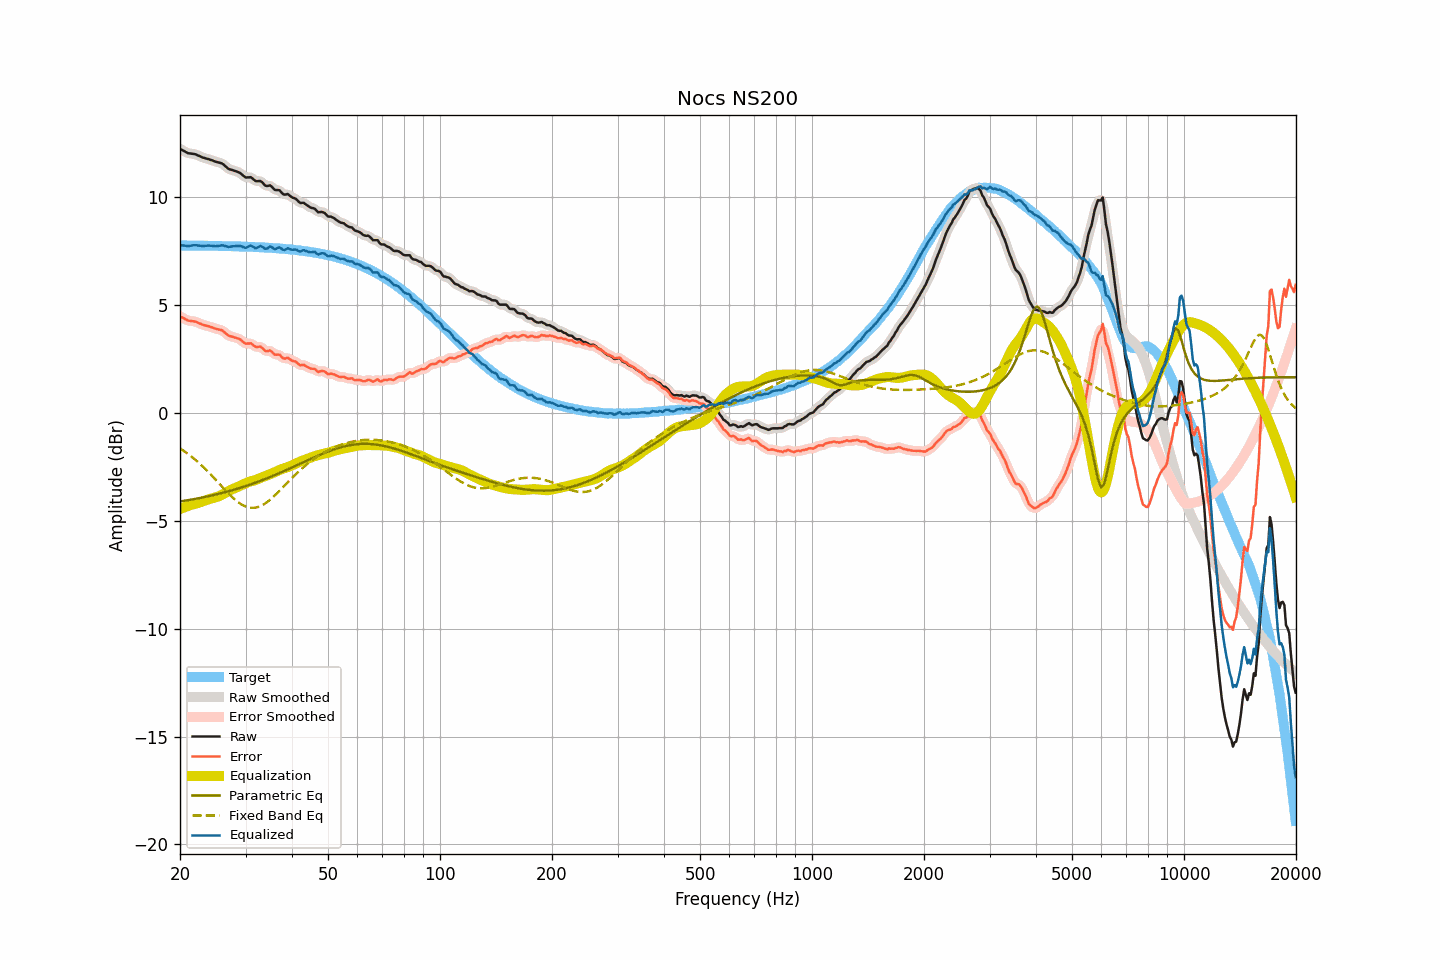 Nocs NS200
Amplitude (dBr)
10
5
0
−5
−10
−15
−20
Target
Raw Smoothed
Error Smoothed
Raw
Error
Equalization
Parametric Eq
Fixed Band Eq
Equalized
20 50 100 200 500 1000 2000 5000 10000 20000
Frequency (Hz)